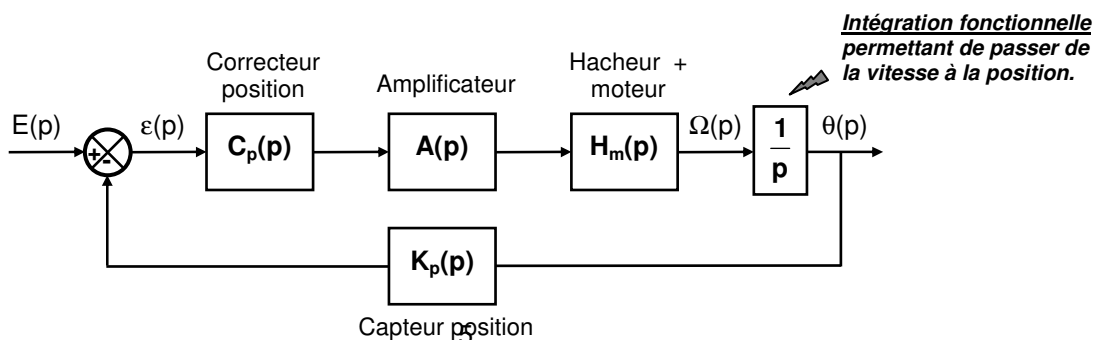 Intégration fonctionnelle
permettant de passer de
la vitesse à la position.
Correcteur
position
Amplificateur
Hacheur +
moteur
E(p)
ε(p)
Ω(p)
θ(p)
+
-
Cp(p)
A(p)
Hm(p)
1
p
Kp(p)
Capteur position
5